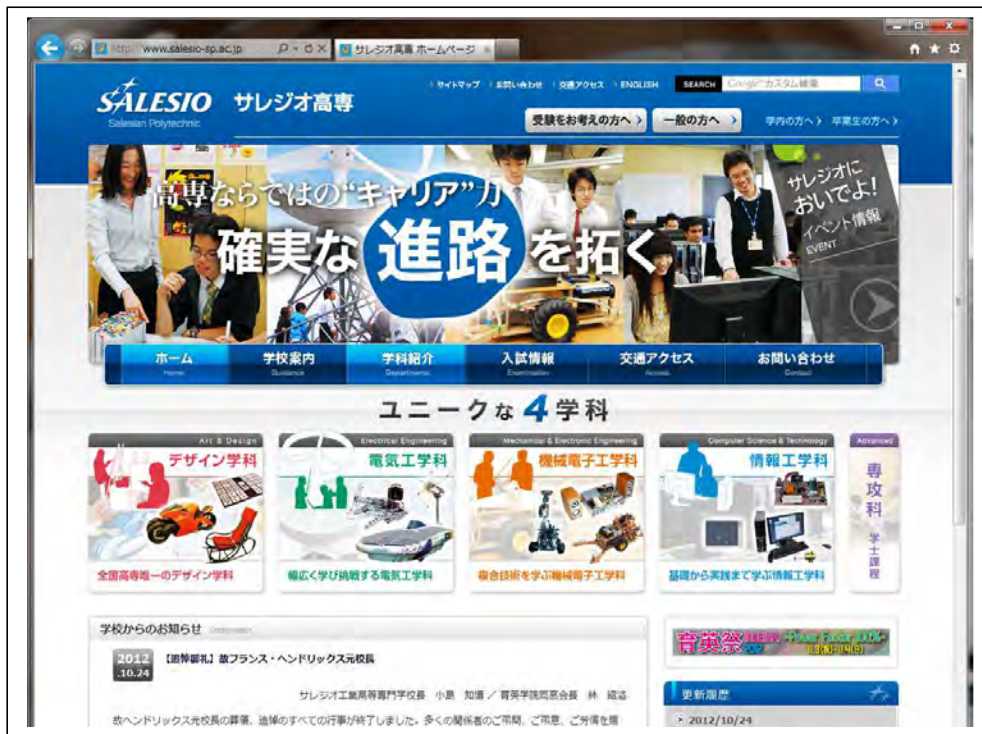 http://www.salesio-sp.ac.jp
サレジオ高専 ホームページ
サイトマップ
お問い合わせ
交通アクセス
ENGLISH
SEARCH
Google カスタム検索
SALESIO サレジオ高専
Salesian Polytechnic
受験をお考えの方へ
一般の方へ
学内の方へ
卒業生の方へ
高専ならではの"キャリア"力
確実な進路を拓く
サレジオに
おいでよ!
イベント情報
EVENT
ホーム 学校案内 学科紹介 入試情報 交通アクセス お問い合わせ
Home Guidance Departments Examination Access Contact
ユニークな4学科
Art & Design
デザイン学科
全国高専唯一のデザイン学科
Electrical Engineering
電気工学科
幅広く学び挑戦する電気工学科
Mechanical & Electronic Engineering
機械電子工学科
複合技術を学ぶ機械電子工学科
Computer Science & Technology
情報工学科
基礎から実践まで学ぶ情報工学科
Advanced
専攻科 学士課程
学校からのお知らせ
2012
.10.24
【追悼御礼】故フランス・ヘンドリックス元校長
サレジオ工業高等専門学校長 小島 知博 / 育英学院同窓会長 林
故ヘンドリックス元校長の葬儀、追悼のすべての行事が終了しました。多くの関係者のご弔問、ご弔意、ご芳情を賜
育英祭
2012
更新履歴
2012/10/24